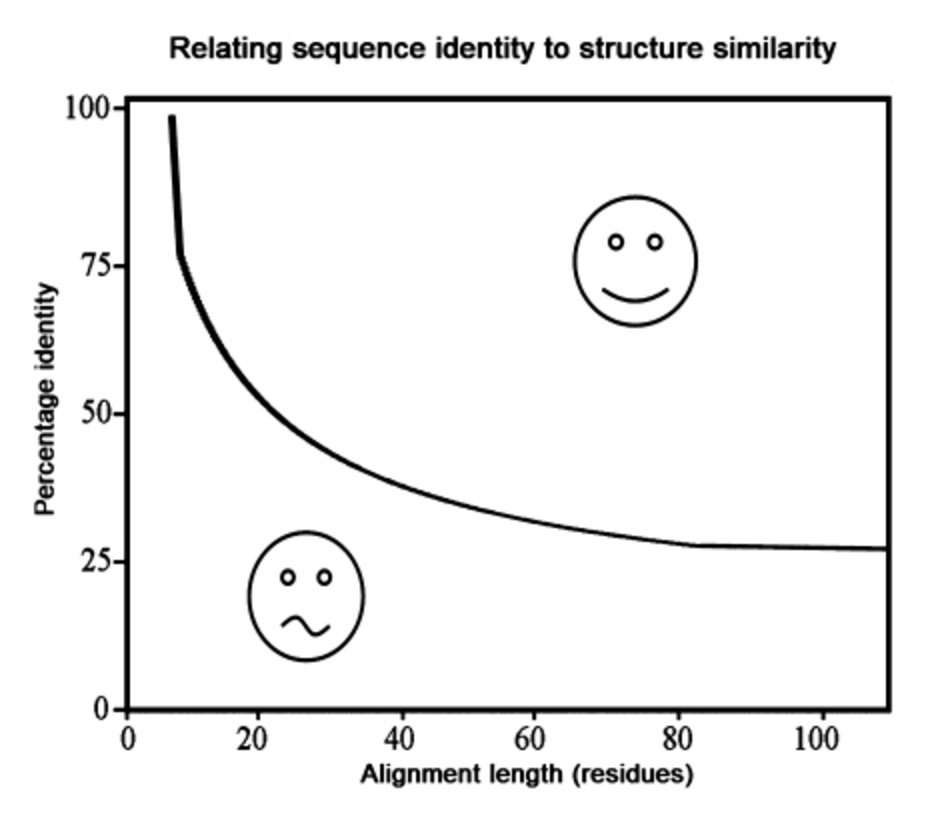 Relating sequence identity to structure similarity
100
75
50
25
0
Percentage identity
0 20 40 60 80 100
Alignment length (residues)